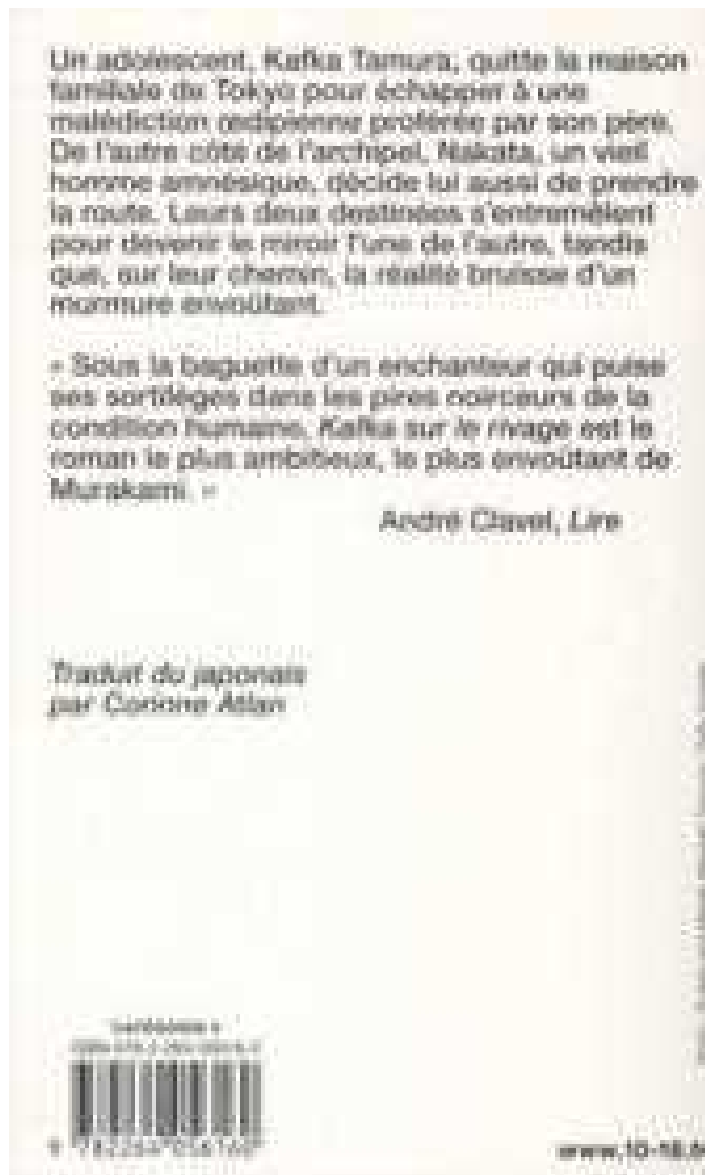 Un adolescent, Kafka Tamura, quitte la maison
familiale de Tokyo pour échapper à une
malédiction œdipienne proférée par son père.
De l'autre côté de l'archipel, Nakata, un vieil
homme amnésique, décide lui aussi de prendre
la route. Leurs deux destinées s'entremêlent
pour devenir le miroir l'une de l'autre, tandis
que, sur leur chemin, la réalité bruisse d'un
murmure envoûtant.
« Sous la baguette d'un enchanteur qui puise
ses sortilèges dans les pires noirceurs de la
condition humaine, Kafka sur le rivage est le
roman le plus ambitieux, le plus envoûtant de
Murakami. »
André Clavel, Lire
Traduit du japonais
par Corinne Atlan
www.10-18.fr